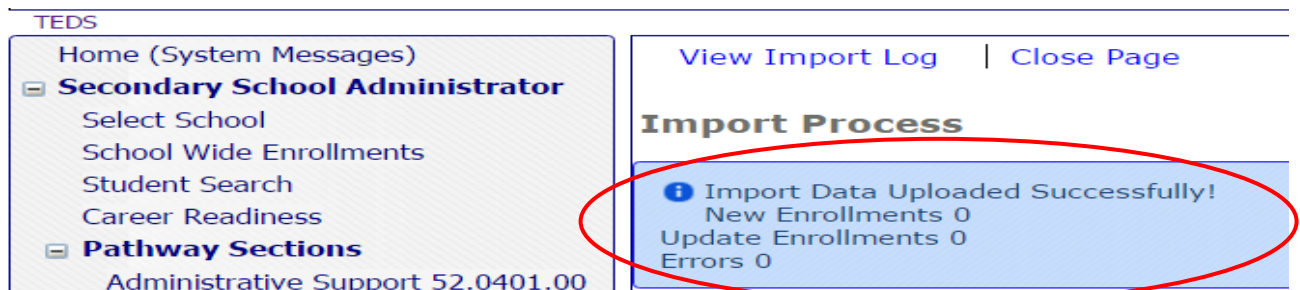 TEDS
Home (System Messages)
Secondary School Administrator
Select School
School Wide Enrollments
Student Search
Career Readiness
Pathway Sections
Administrative Support 52.0401.00
View Import Log | Close Page
Import Process
Import Data Uploaded Successfully!
New Enrollments 0
Update Enrollments 0
Errors 0